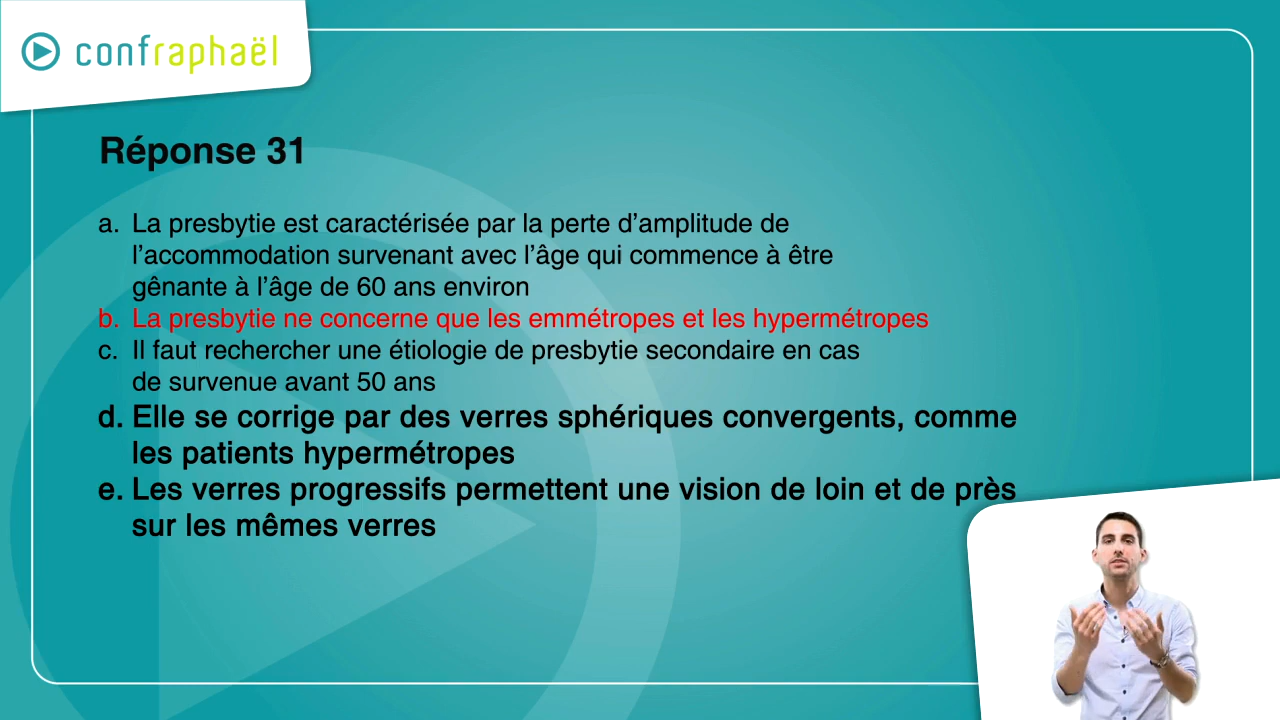 confraphaël
Réponse 31
a. La presbytie est caractérisée par la perte d’amplitude de
l’accommodation survenant avec l’âge qui commence à être
gênante à l’âge de 60 ans environ
b. La presbytie ne concerne que les emmétropes et les hypermétropes
c. Il faut rechercher une étiologie de presbytie secondaire en cas
de survenue avant 50 ans
d. Elle se corrige par des verres sphériques convergents, comme
les patients hypermétropes
e. Les verres progressifs permettent une vision de loin et de près
sur les mêmes verres